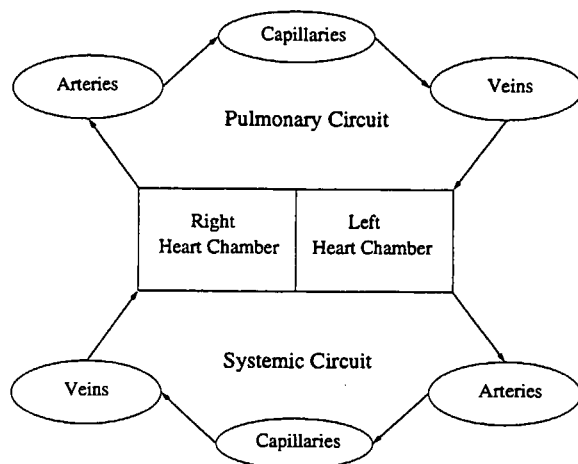 Capillaries
Arteries
Veins
Pulmonary Circuit
Right
Heart Chamber
Left
Heart Chamber
Systemic Circuit
Veins
Arteries
Capillaries